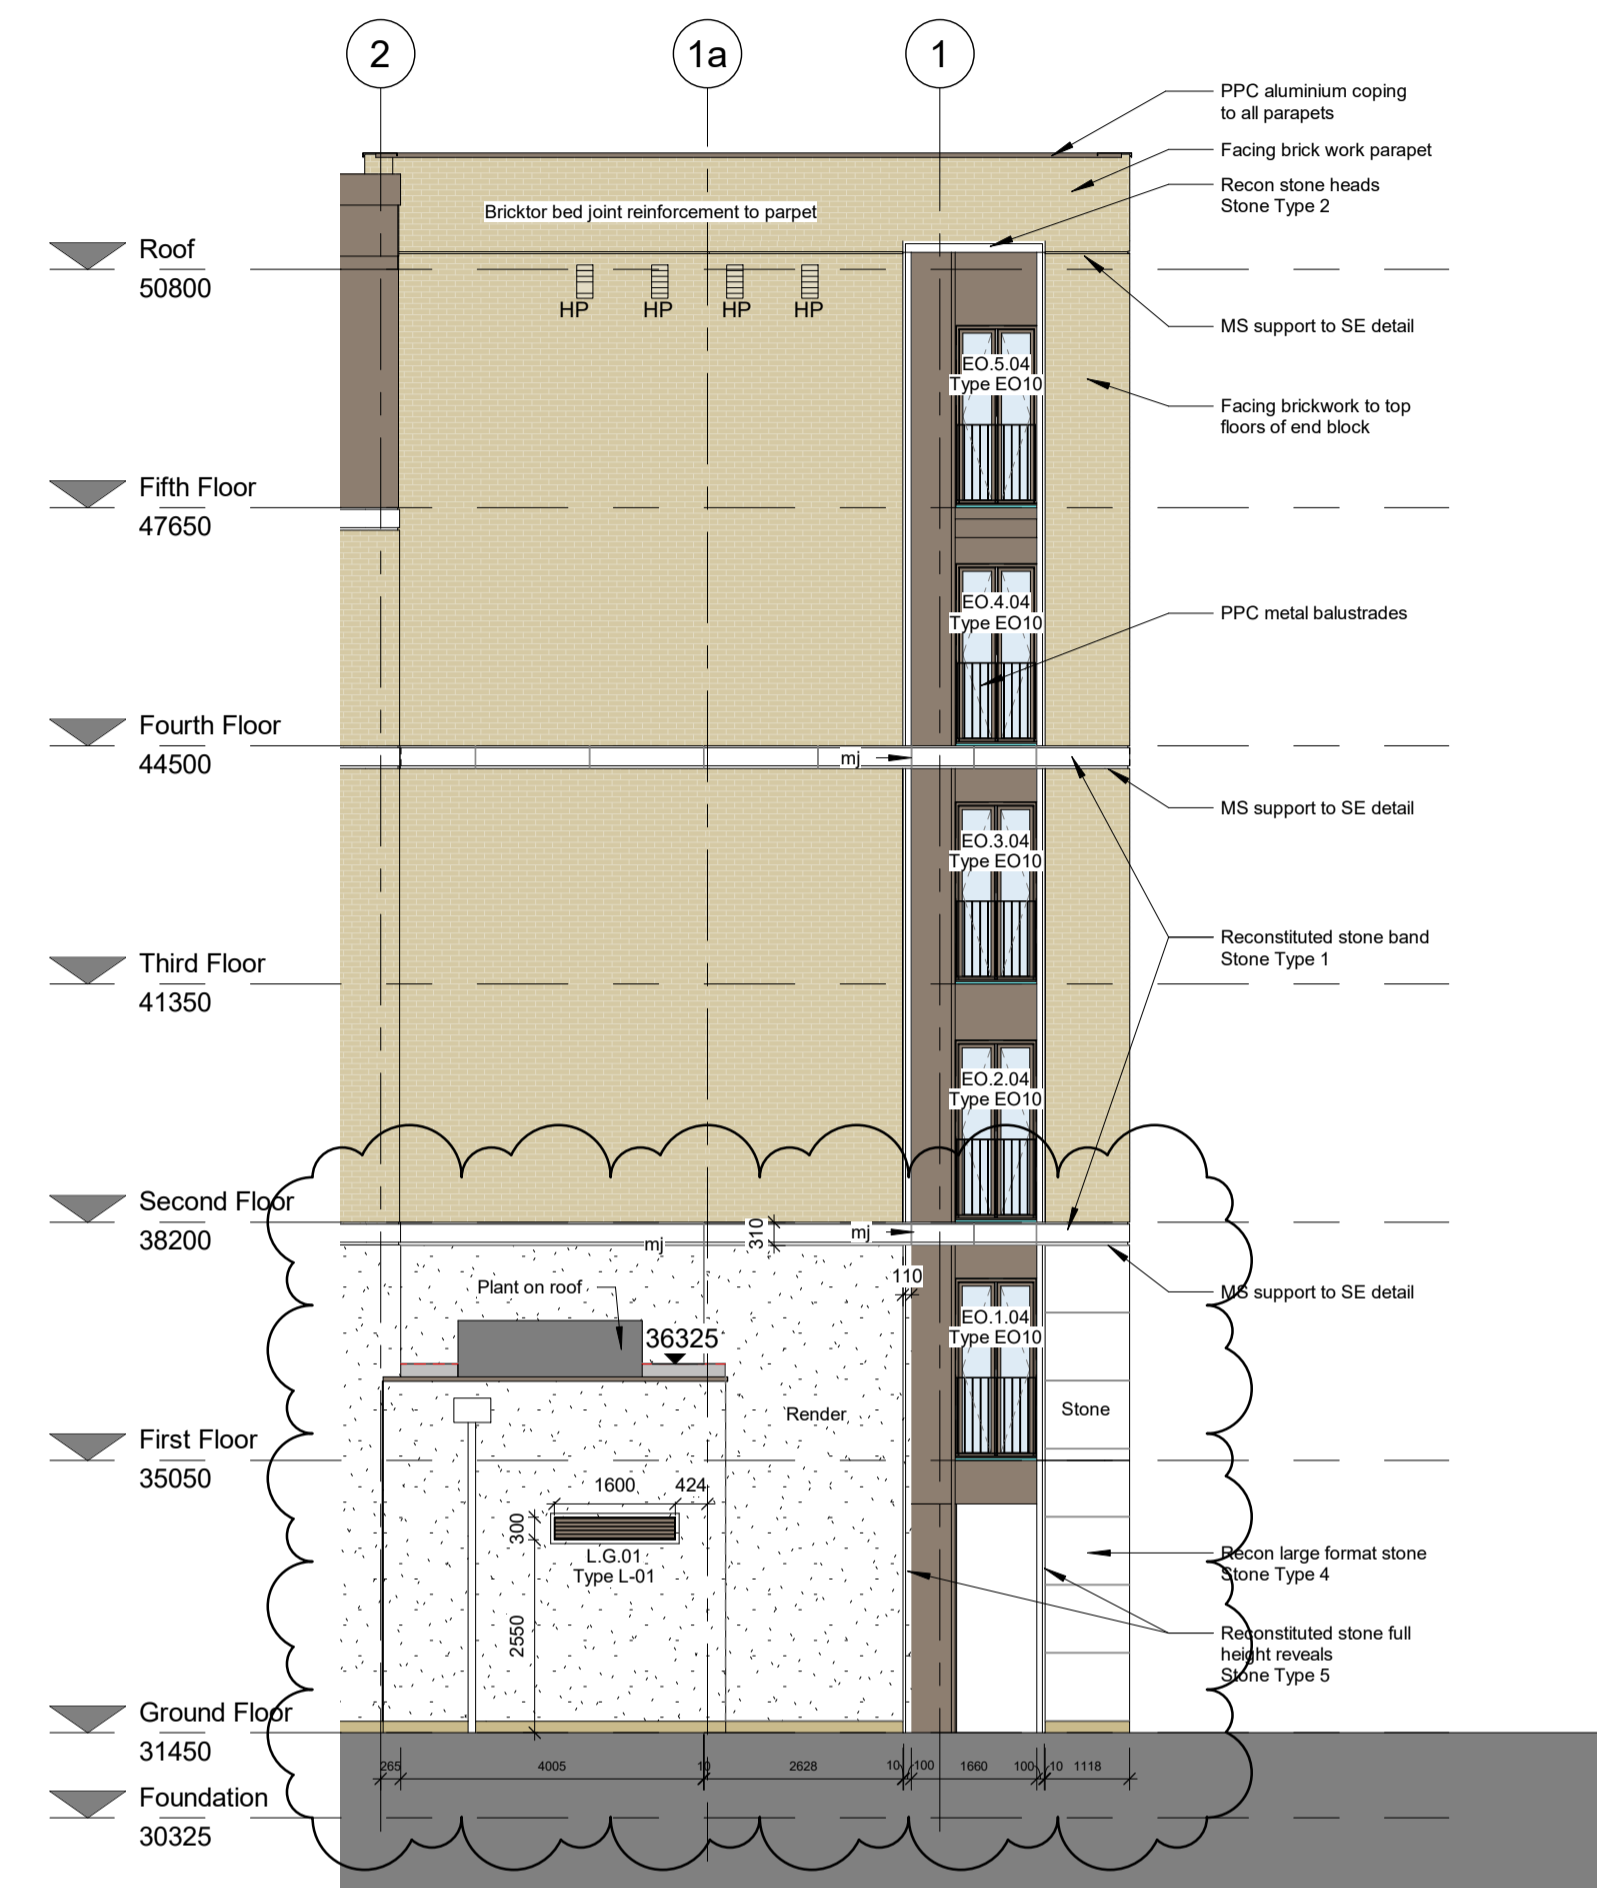 2
1a
1
PPC aluminium coping
to all parapets
Facing brick work parapet
Recon stone heads
Stone Type 2
Bricktor bed joint reinforcement to parpet
Roof
50800
HP
HP
HP
HP
MS support to SE detail
EO.5.04
Type EO10
Facing brickwork to top
floors of end block
Fifth Floor
47650
EO.4.04
Type EO10
PPC metal balustrades
Fourth Floor
44500
mj
MS support to SE detail
EO.3.04
Type EO10
Reconstituted stone band
Stone Type 1
Third Floor
41350
EO.2.04
Type EO10
Second Floor
38200
310
mj
mj
110
Plant on roof
MS support to SE detail
EO.1.04
Type EO10
36325
Render
Stone
First Floor
35050
1600
424
300
L.G.01
Type L-01
Recon large format stone
Stone Type 4
2550
Reconstituted stone full
height reveals
Stone Type 5
Ground Floor
31450
265
4005
10
2628
10
100
1660
100
10
1118
Foundation
30325